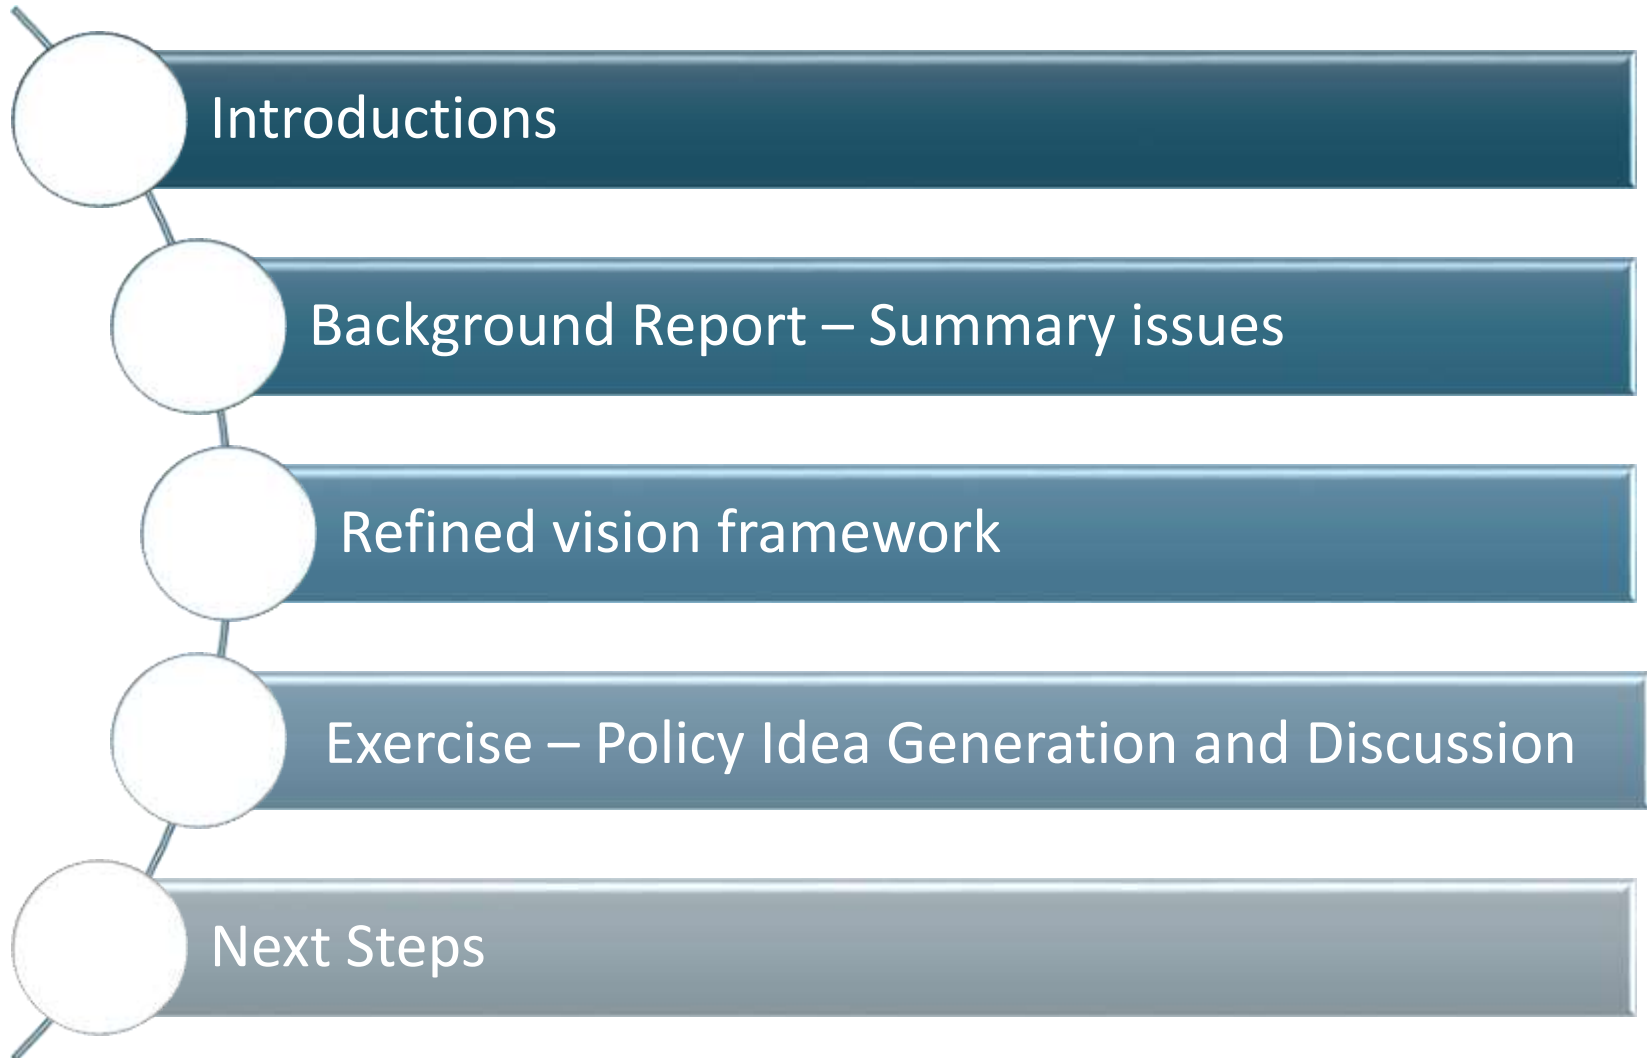 Introductions
Background Report – Summary issues
Refined vision framework
Exercise – Policy Idea Generation and Discussion
Next Steps